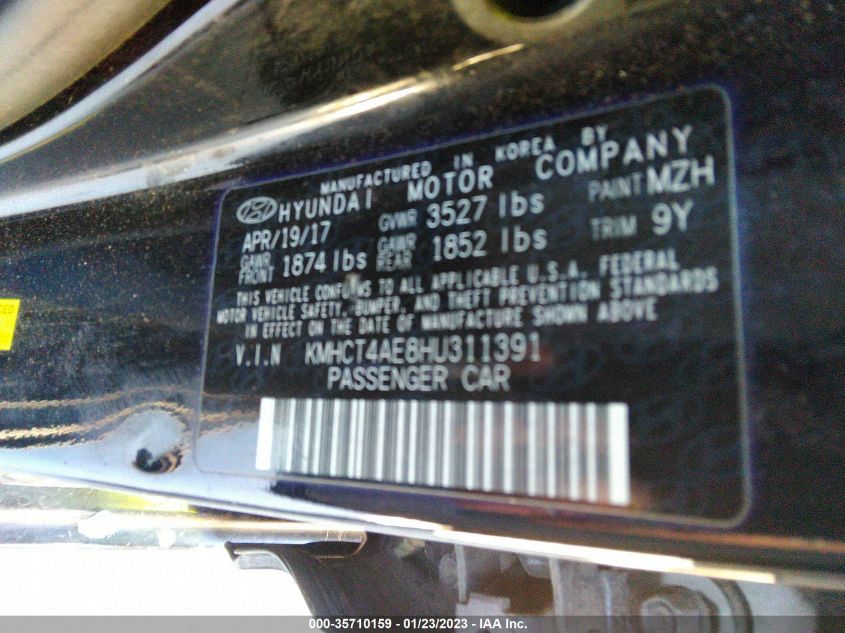 MANUFACTURED IN KOREA BY
HYUNDAI MOTOR COMPANY
APR/19/17 GVWR 3527 lbs PAINT MZH
GAWR FRONT 1874 lbs GAWR REAR 1852 lbs TRIM 9Y
THIS VEHICLE CONFORMS TO ALL APPLICABLE U.S.A. FEDERAL
MOTOR VEHICLE SAFETY, BUMPER, AND THEFT PREVENTION STANDARDS
IN EFFECT ON THE DATE OF MANUFACTURE SHOWN ABOVE.
V.I.N KMHCT4AE8HU311391
PASSENGER CAR
000-35710159 - 01/23/2023 - IAA Inc.